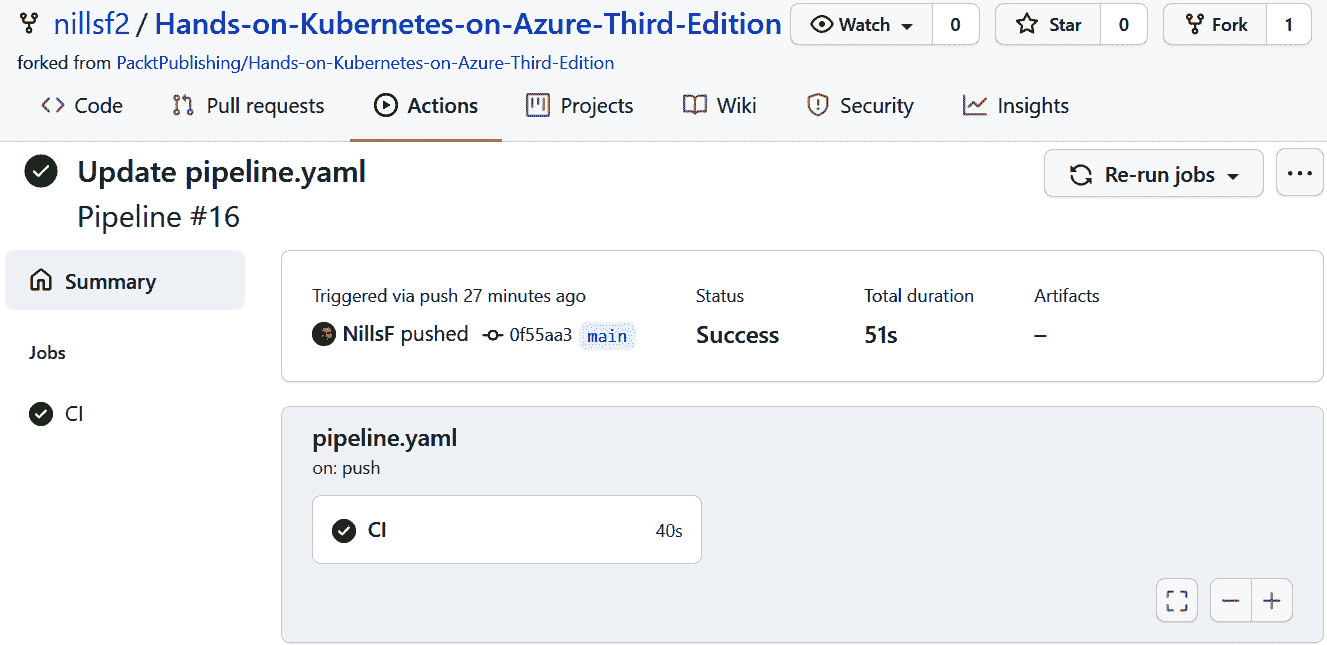 nillsf2 / Hands-on-Kubernetes-on-Azure-Third-Edition Watch 0 Star 0 Fork 1
forked from PacktPublishing/Hands-on-Kubernetes-on-Azure-Third-Edition
Code Pull requests Actions Projects Wiki Security Insights
Update pipeline.yaml Re-run jobs ...
Pipeline #16
Summary
Triggered via push 27 minutes ago Status Total duration Artifacts
NillsF pushed 0f55aa3 main Success 51s –
Jobs
CI
pipeline.yaml
on: push
CI 40s